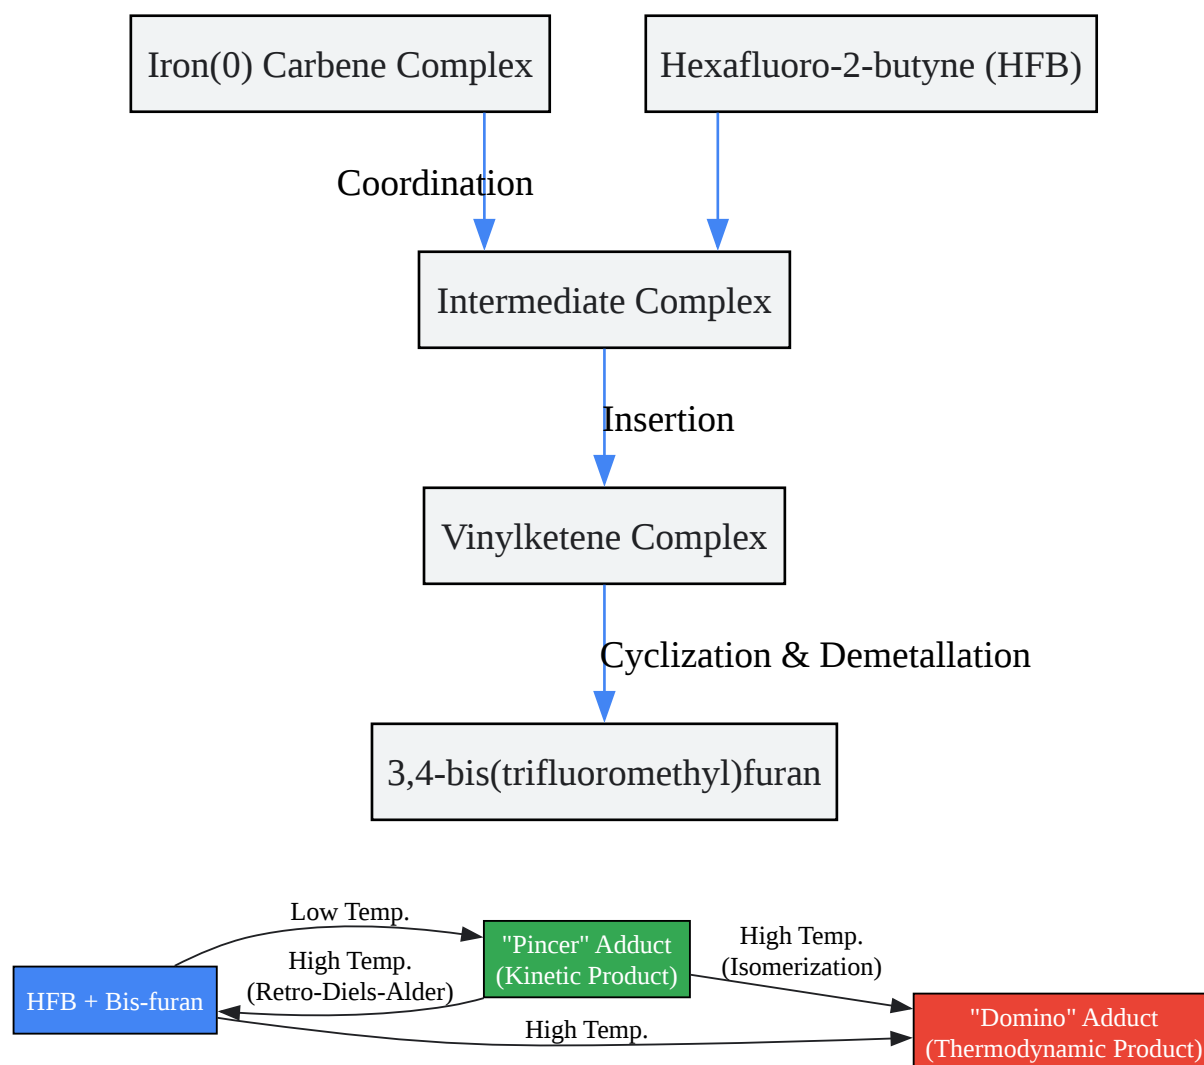 Iron(0) Carbene Complex
Hexafluoro-2-butyne (HFB)
Coordination
Intermediate Complex
Insertion
Vinylketene Complex
Cyclization & Demetallation
3,4-bis(trifluoromethyl)furan
Low Temp.
"Pincer" Adduct
(Kinetic Product)
High Temp.
(Isomerization)
High Temp.
(Retro-Diels-Alder)
HFB + Bis-furan
High Temp.
"Domino" Adduct
(Thermodynamic Product)